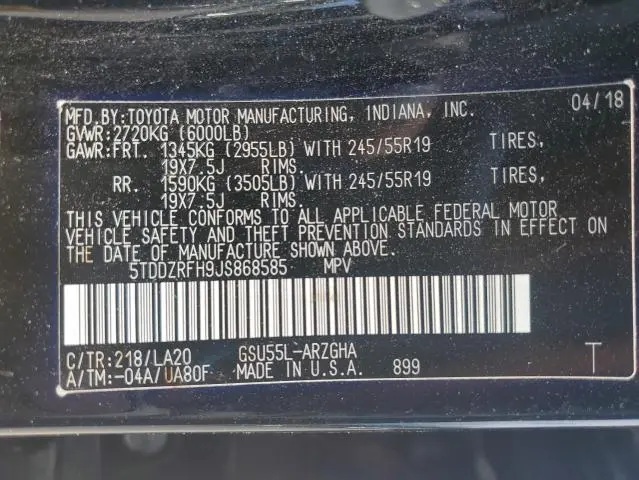 MFD.BY:TOYOTA MOTOR MANUFACTURING, INDIANA, INC. 04/18
GVWR:2720KG (6000LB)
GAWR:FRT. 1345KG (2955LB) WITH 245/55R19 TIRES,
19X7.5J RIMS.
RR. 1590KG (3505LB) WITH 245/55R19 TIRES,
19X7.5J RIMS.
THIS VEHICLE CONFORMS TO ALL APPLICABLE FEDERAL MOTOR
VEHICLE SAFETY AND THEFT PREVENTION STANDARDS IN EFFECT ON
THE DATE OF MANUFACTURE SHOWN ABOVE.
5TDDZRFH9JS868585 MPV
C/TR:218/LA20 GSU55L-ARZGHA T
A/TM:-04A/UA80F MADE IN U.S.A. 899